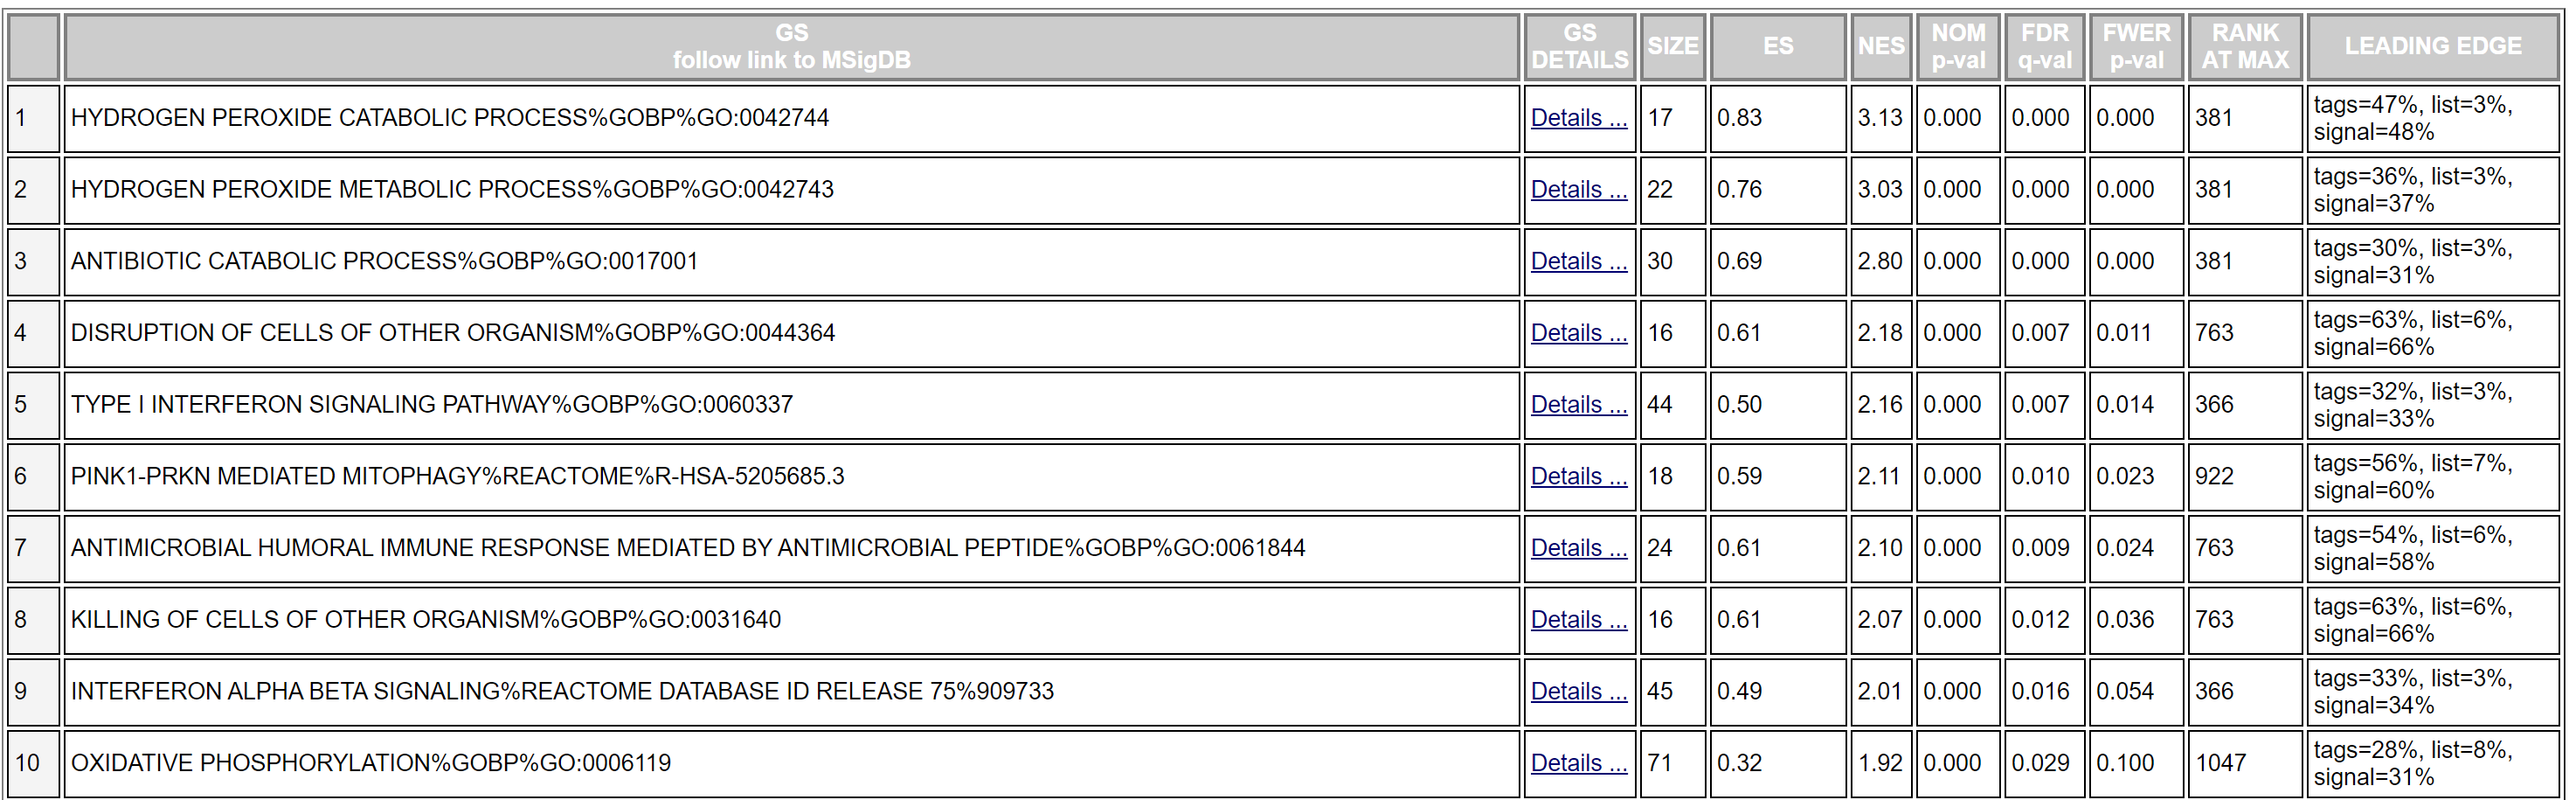 GS
follow link to MSigDB
GS
DETAILS
SIZE
ES
NES
NOM
p-val
FDR
q-val
FWER
p-val
RANK
AT MAX
LEADING EDGE
1 HYDROGEN PEROXIDE CATABOLIC PROCESS%GOBP%GO:0042744 Details ... 17 0.83 3.13 0.000 0.000 0.000 381 tags=47%, list=3%,
signal=48%
2 HYDROGEN PEROXIDE METABOLIC PROCESS%GOBP%GO:0042743 Details ... 22 0.76 3.03 0.000 0.000 0.000 381 tags=36%, list=3%,
signal=37%
3 ANTIBIOTIC CATABOLIC PROCESS%GOBP%GO:0017001 Details ... 30 0.69 2.80 0.000 0.000 0.000 381 tags=30%, list=3%,
signal=31%
4 DISRUPTION OF CELLS OF OTHER ORGANISM%GOBP%GO:0044364 Details ... 16 0.61 2.18 0.000 0.007 0.011 763 tags=63%, list=6%,
signal=66%
5 TYPE I INTERFERON SIGNALING PATHWAY%GOBP%GO:0060337 Details ... 44 0.50 2.16 0.000 0.007 0.014 366 tags=32%, list=3%,
signal=33%
6 PINK1-PRKN MEDIATED MITOPHAGY%REACTOME%R-HSA-5205685.3 Details ... 18 0.59 2.11 0.000 0.010 0.023 922 tags=56%, list=7%,
signal=60%
7 ANTIMICROBIAL HUMORAL IMMUNE RESPONSE MEDIATED BY ANTIMICROBIAL PEPTIDE%GOBP%GO:0061844 Details ... 24 0.61 2.10 0.000 0.009 0.024 763 tags=54%, list=6%,
signal=58%
8 KILLING OF CELLS OF OTHER ORGANISM%GOBP%GO:0031640 Details ... 16 0.61 2.07 0.000 0.012 0.036 763 tags=63%, list=6%,
signal=66%
9 INTERFERON ALPHA BETA SIGNALING%REACTOME DATABASE ID RELEASE 75%909733 Details ... 45 0.49 2.01 0.000 0.016 0.054 366 tags=33%, list=3%,
signal=34%
10 OXIDATIVE PHOSPHORYLATION%GOBP%GO:0006119 Details ... 71 0.32 1.92 0.000 0.029 0.100 1047 tags=28%, list=8%,
signal=31%